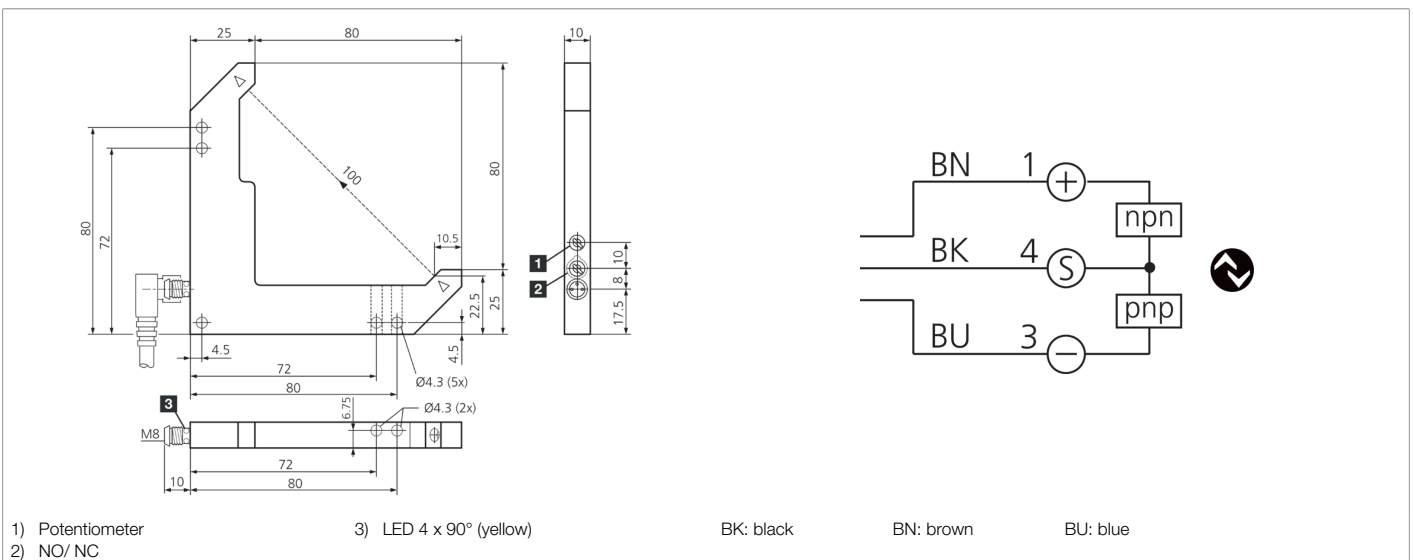 25
80
10
80
72
100
80
10.5
22.5
25
4.5
4.5
72
80
Ø4.3 (5x)
1
2
10
8
17.5
3
M8
6.75
Ø4.3 (2x)
72
10
80
BN
1
+
npn
BK
4
S
pnp
BU
3
−
1) Potentiometer
2) NO/ NC
3) LED 4 x 90° (yellow)
BK: black
BN: brown
BU: blue